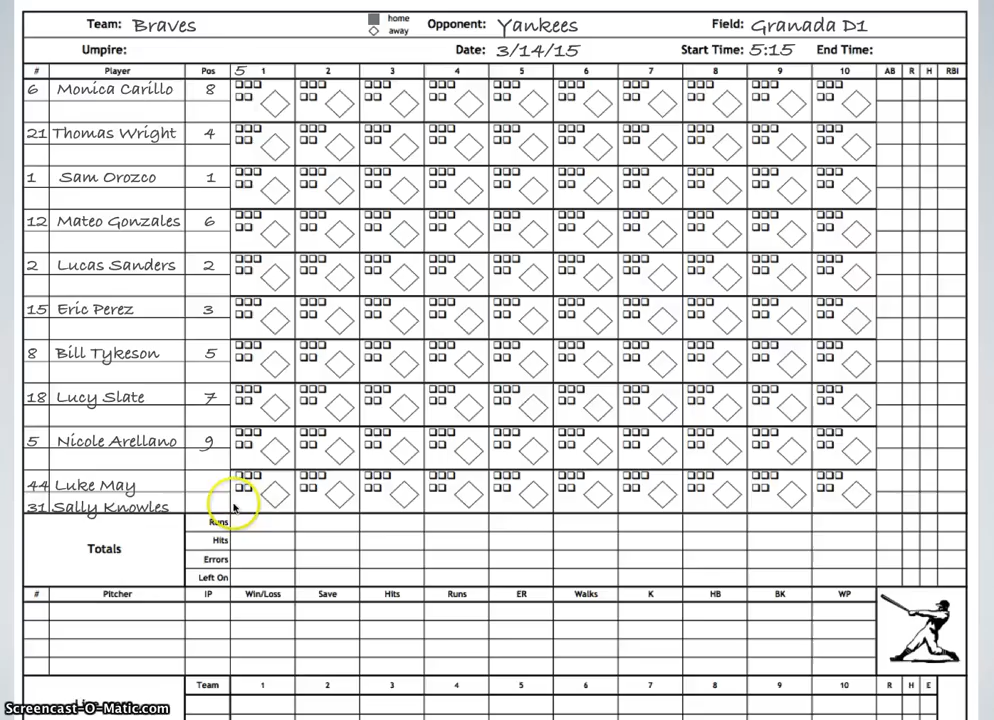 Team: Braves home away Opponent: Yankees Field: Granada D1
Umpire: Date: 3/14/15 Start Time: 5:15 End Time:
# Player Pos 5 1 2 3 4 5 6 7 8 9 10 AB R H RBI
6 Monica Carillo 8
21 Thomas Wright 4
1 Sam Orozco 1
12 Mateo Gonzales 6
2 Lucas Sanders 2
15 Eric Perez 3
8 Bill Tykeson 5
18 Lucy Slate 7
5 Nicole Arellano 9
44 Luke May
31 Sally Knowles
Totals
Runs
Hits
Errors
Left On
# Pitcher IP Win/Loss Save Hits Runs ER Walks K HB BK WP
Team 1 2 3 4 5 6 7 8 9 10 R H E
Screencast-O-Matic.com